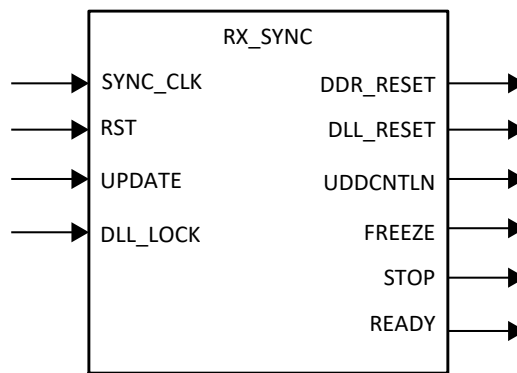 RX_SYNC
SYNC_CLK
RST
UPDATE
DLL_LOCK
DDR_RESET
DLL_RESET
UDDCNTLN
FREEZE
STOP
READY